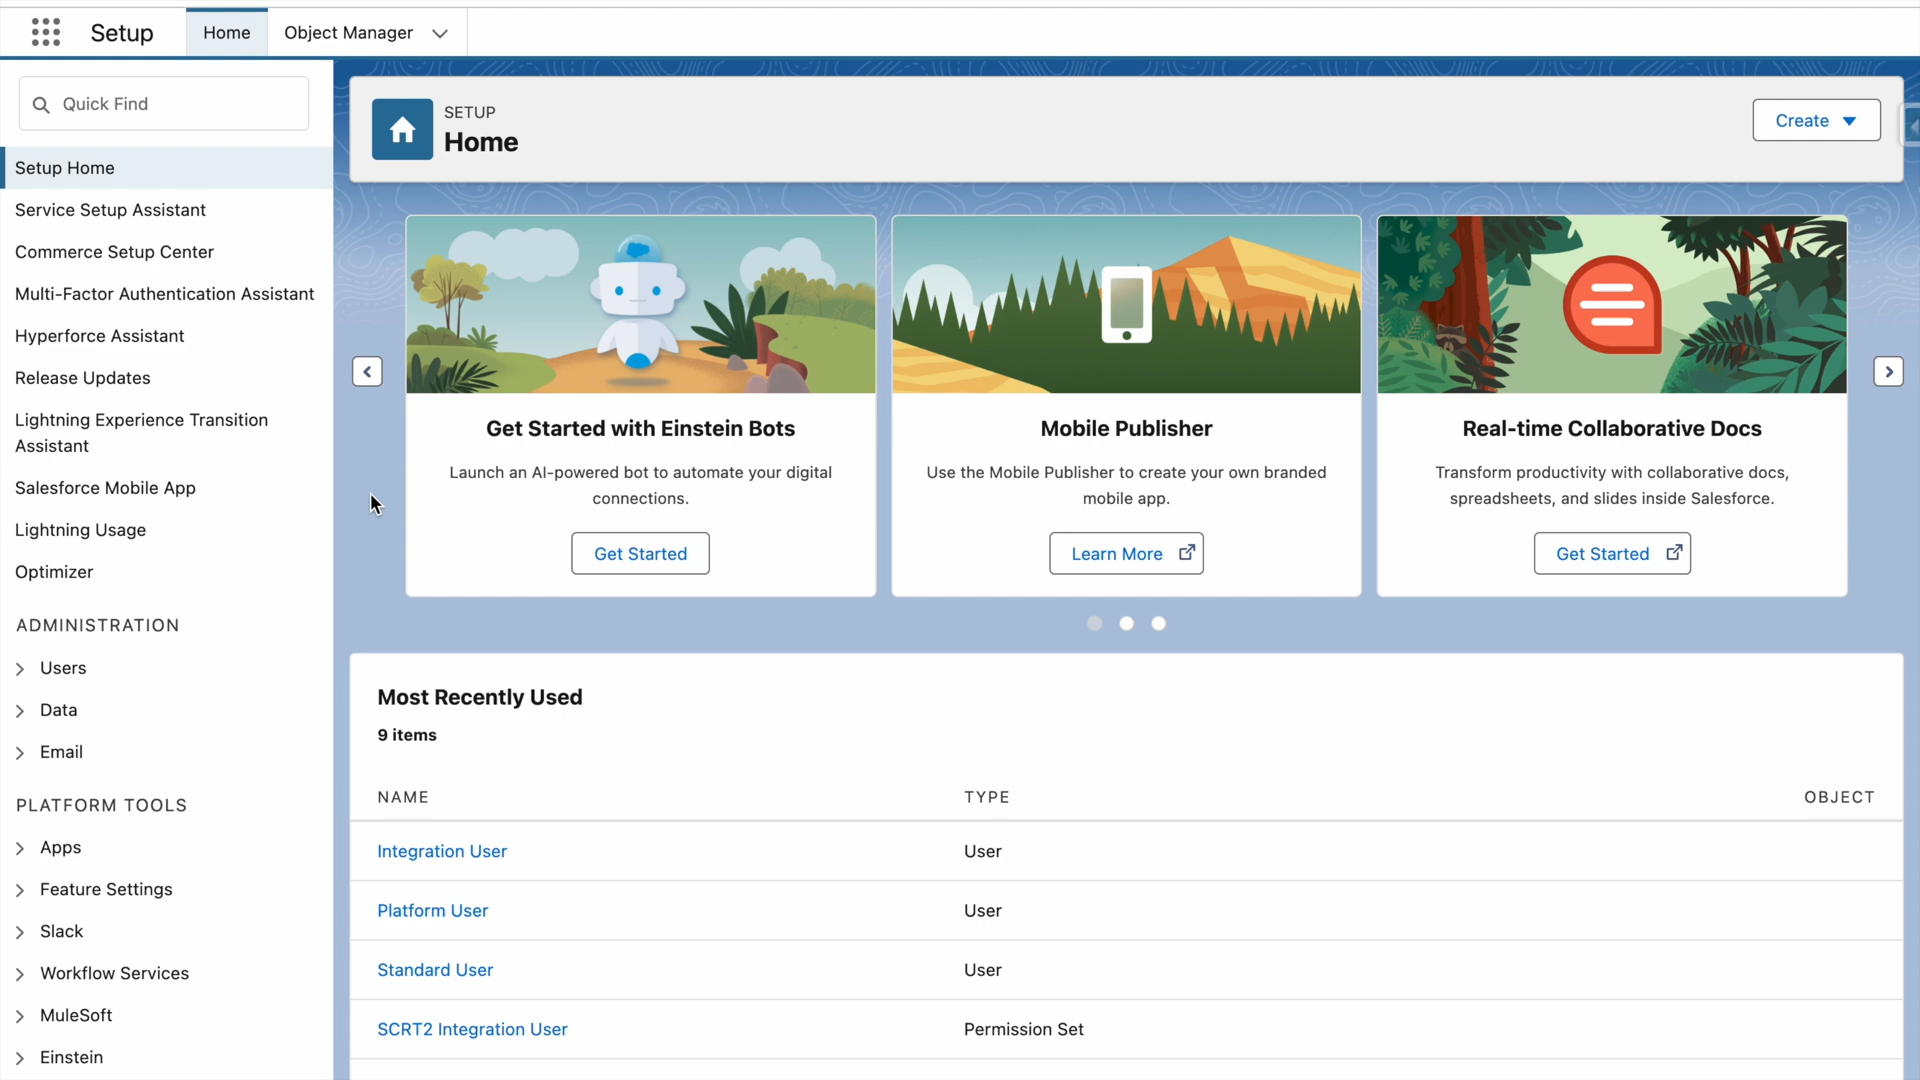 Setup
Home
Object Manager
Quick Find
Setup Home
Service Setup Assistant
Commerce Setup Center
Multi-Factor Authentication Assistant
Hyperforce Assistant
Release Updates
Lightning Experience Transition
Assistant
Salesforce Mobile App
Lightning Usage
Optimizer
ADMINISTRATION
Users
Data
Email
PLATFORM TOOLS
Apps
Feature Settings
Slack
Workflow Services
MuleSoft
Einstein
SETUP
Home
Create
Get Started with Einstein Bots
Launch an AI-powered bot to automate your digital
connections.
Get Started
Mobile Publisher
Use the Mobile Publisher to create your own branded
mobile app.
Learn More
Real-time Collaborative Docs
Transform productivity with collaborative docs,
spreadsheets, and slides inside Salesforce.
Get Started
Most Recently Used
9 items
NAME TYPE OBJECT
Integration User User
Platform User User
Standard User User
SCRT2 Integration User Permission Set